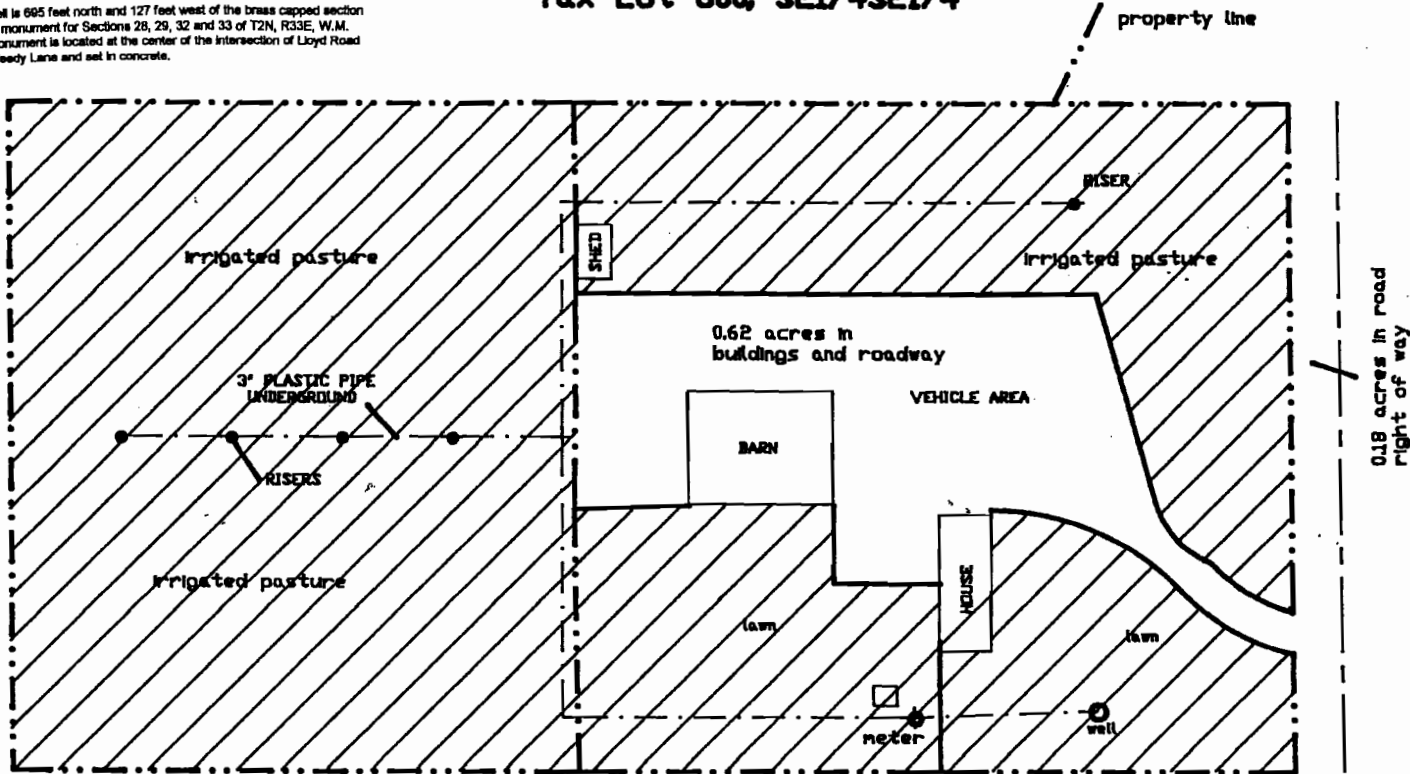 is 695 feet north and 127 feet west of the brass capped section
monument for Sections 28, 29, 32 and 33 of T2N, R33E, W.M.
is located at the center of the intersection of Lloyd Road
Lane and set in concrete.
property line
RISER
irrigated pasture
SHED
irrigated pasture
0.62 acres in
buildings and roadway
0.18 acres in road
right of way
3" PLASTIC PIPE
UNDERGROUND
VEHICLE AREA
BARN
RISERS
irrigated pasture
HOUSE
lawn
lawn
meter
well